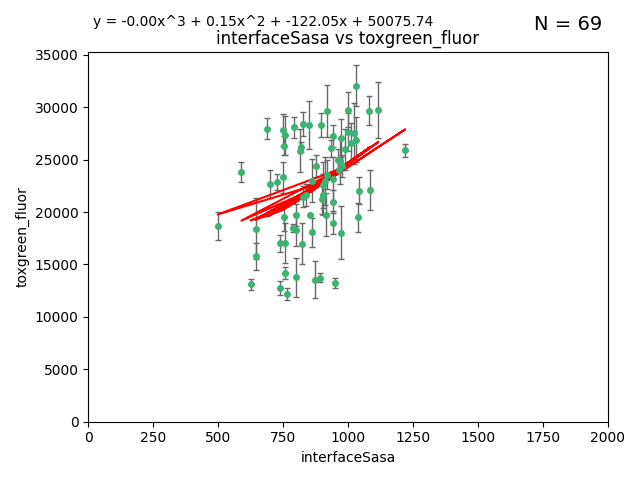 y = -0.00x^3 + 0.15x^2 + -122.05x + 50075.74
N = 69
interfaceSasa vs toxgreen_fluor
35000
30000
25000
20000
15000
10000
5000
0
toxgreen_fluor
0 250 500 750 1000 1250 1500 1750 2000
interfaceSasa